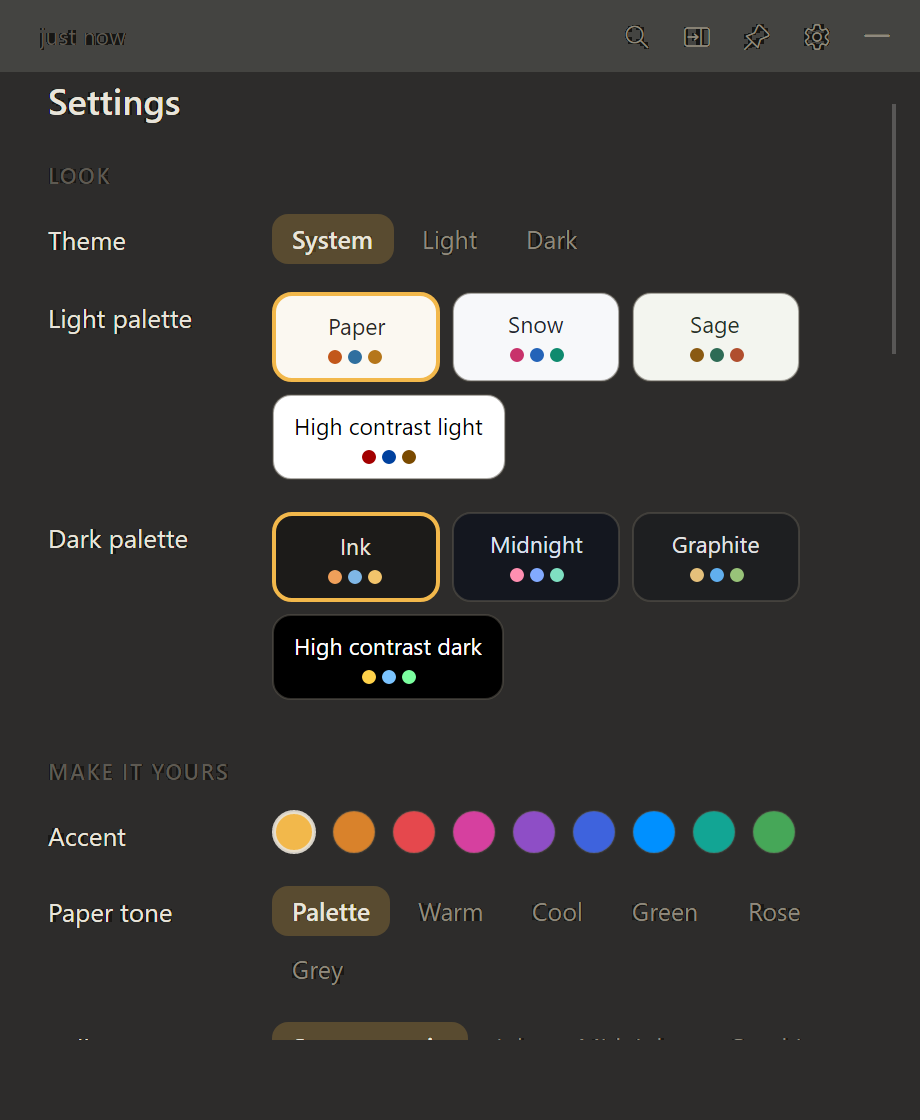 just now
Settings
LOOK
Theme System Light Dark
Light palette Paper Snow Sage
High contrast light
Dark palette Ink Midnight Graphite
High contrast dark
MAKE IT YOURS
Accent
Paper tone Palette Warm Cool Green Rose
Grey